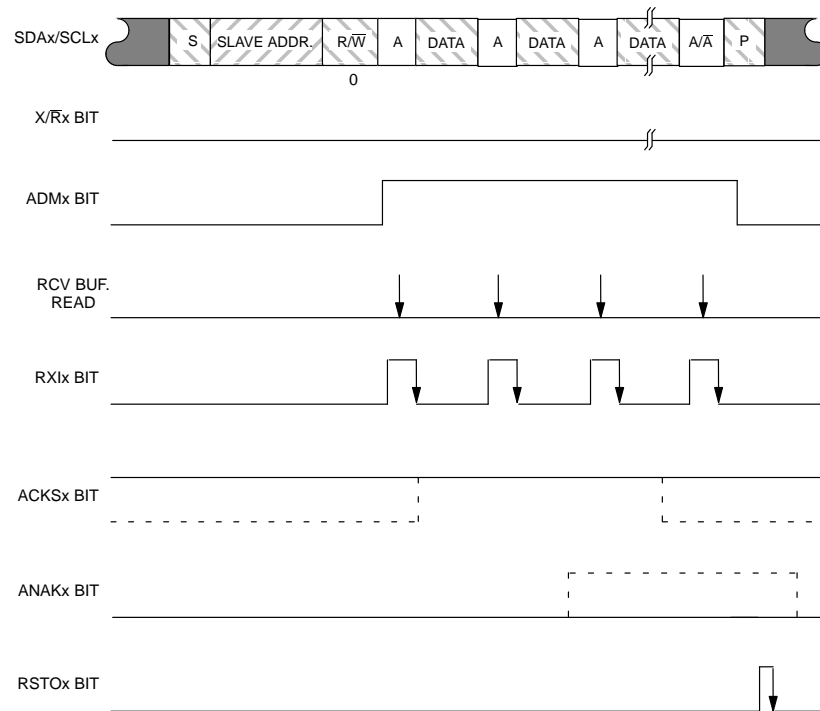 SDAx/SCLx S SLAVE ADDR. R/W̅ A DATA A DATA A DATA A/A̅ P
0
X/R̅x BIT
ADMx BIT
RCV BUF.
READ
RXIx BIT
ACKSx BIT
ANAKx BIT
RSTOx BIT